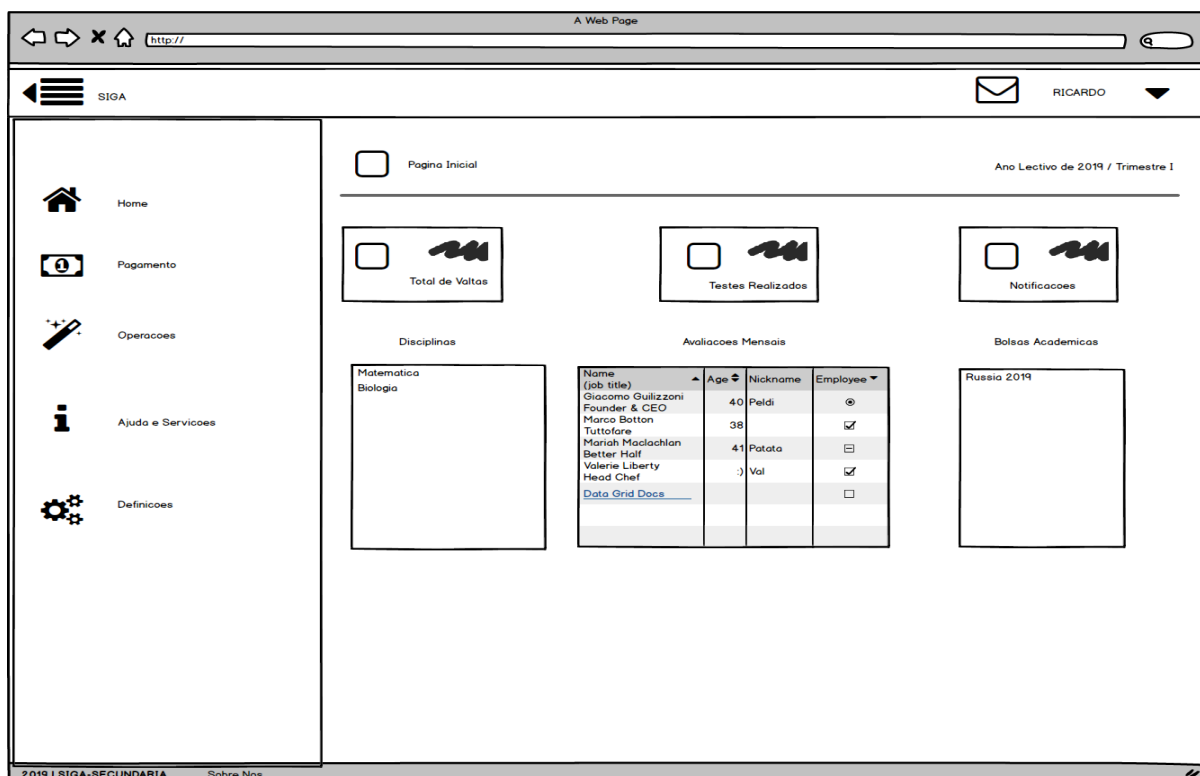 A Web Page
http://
SIGA
RICARDO
Pagina Inicial
Ano Lectivo de 2019 / Trimestre I
Home
Pagamento
Operacoes
Ajuda e Servicoes
Definicoes
Total de Valtas
Testes Realizados
Notificacoes
Disciplinas
Avaliacoes Mensais
Bolsas Academicas
Matematica
Biologia
Name
(job title)
Age
Nickname
Employee
Giacomo Guilizzoni
Founder & CEO
40
Peldi
Marco Botton
Tuttofare
38
Mariah Maclachlan
Better Half
41
Patata
Valerie Liberty
Head Chef
:)
Val
Data Grid Docs
Russia 2019
2019 | SIGA-SECUNDARIA
Sobre Nos